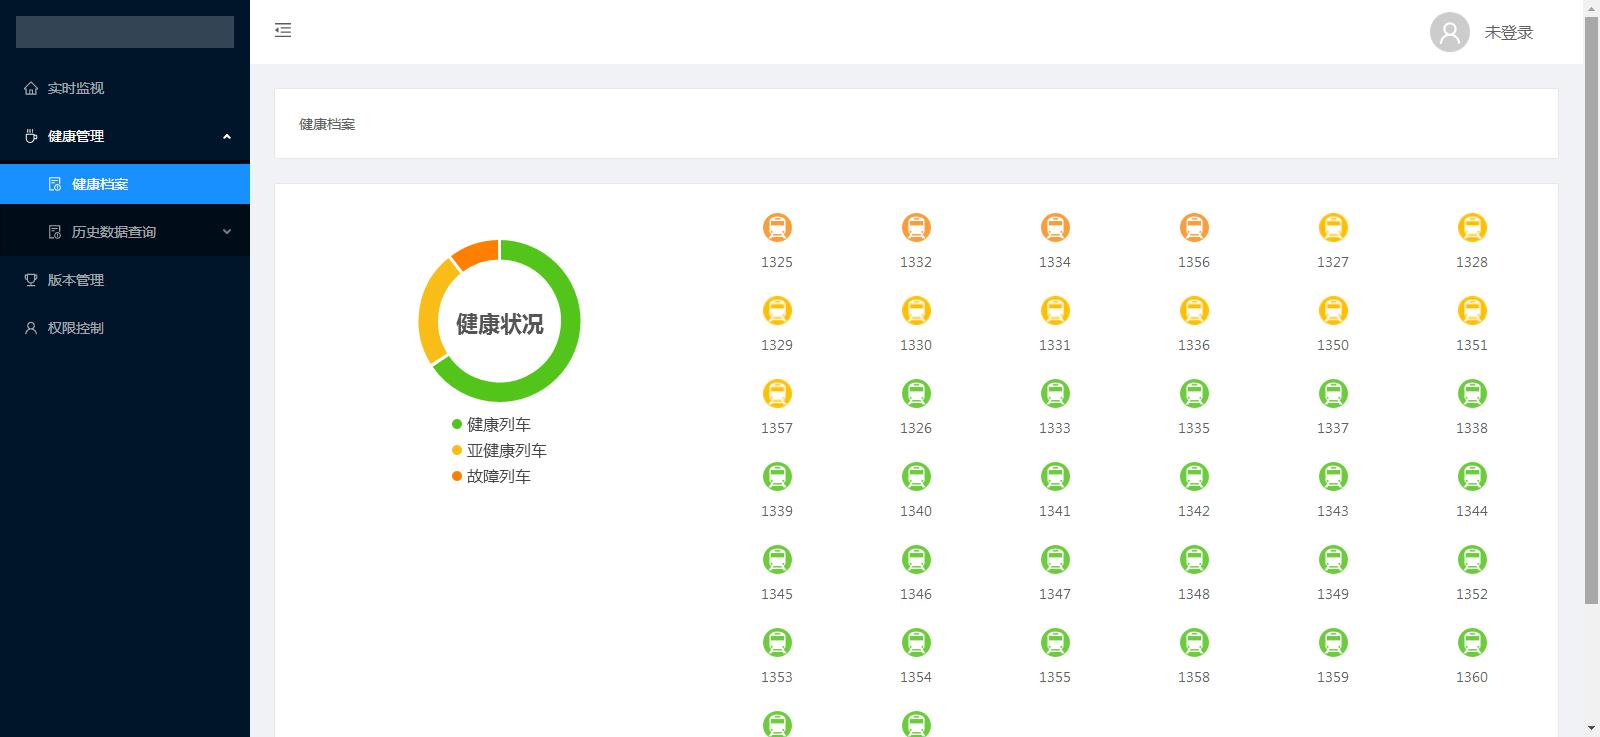 未登录
实时监视
健康管理
健康档案
历史数据查询
版本管理
权限控制
健康档案
健康状况
健康列车
亚健康列车
故障列车
1325 1332 1334 1356 1327 1328
1329 1330 1331 1336 1350 1351
1357 1326 1333 1335 1337 1338
1339 1340 1341 1342 1343 1344
1345 1346 1347 1348 1349 1352
1353 1354 1355 1358 1359 1360